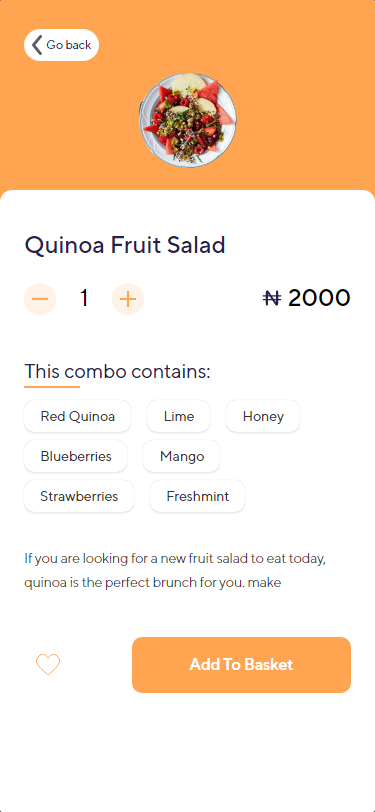 Go back
Quinoa Fruit Salad
1
₦ 2000
This combo contains:
Red Quinoa
Lime
Honey
Blueberries
Mango
Strawberries
Freshmint
If you are looking for a new fruit salad to eat today,
quinoa is the perfect brunch for you. make
Add To Basket